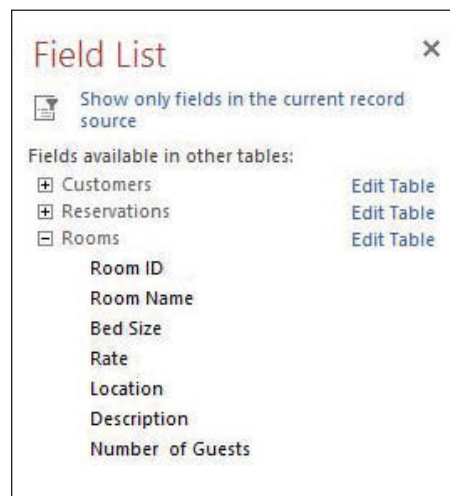 Field List
Show only fields in the current record
source
Fields available in other tables:
Customers Edit Table
Reservations Edit Table
Rooms Edit Table
Room ID
Room Name
Bed Size
Rate
Location
Description
Number of Guests